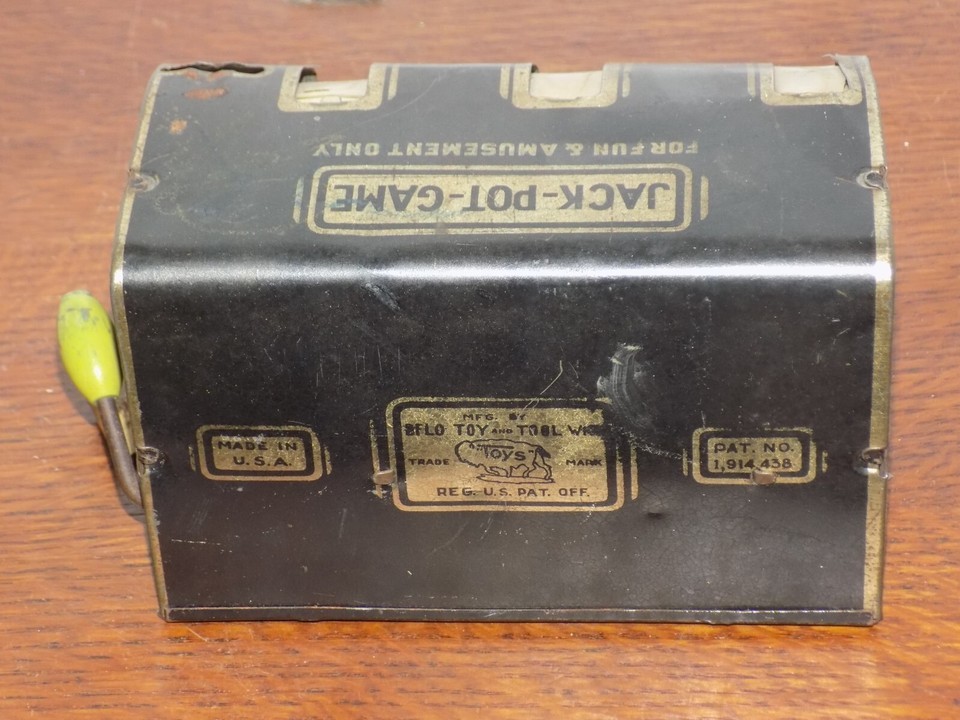 FOR FUN & AMUSEMENT ONLY
JACK-POT-GAME
MADE IN
U.S.A.
MFG. BY
BFLO TOY AND TOOL
Toys
TRADE MARK
REG. U.S. PAT. OFF.
PAT. NO.
1,914,438